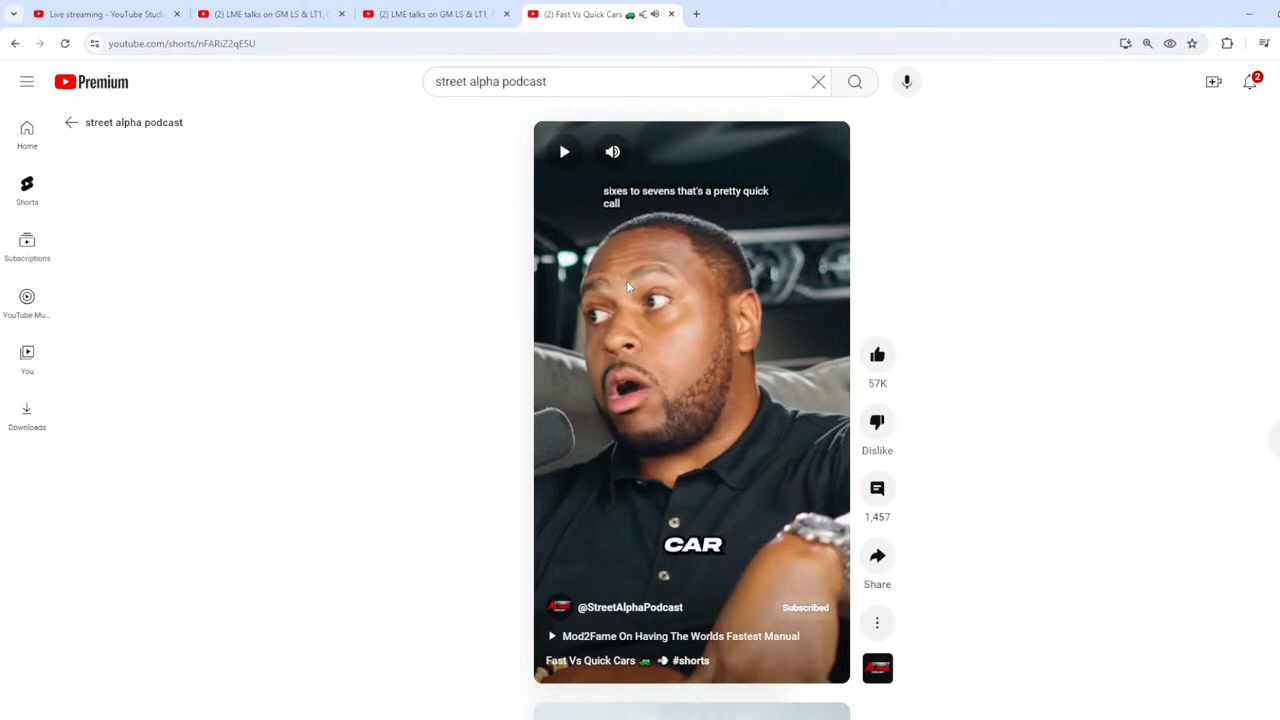 Live streaming - YouTube Stud
(2) LME talks on GM LS & LT1,
(2) LME talks on GM LS & LT1,
(2) Fast Vs Quick Cars
youtube.com/shorts/nFARiZ2qE5U
Premium
street alpha podcast
2
street alpha podcast
Home
Shorts
Subscriptions
YouTube Mu...
You
Downloads
sixes to sevens that's a pretty quick
call
CAR
@StreetAlphaPodcast
Subscribed
Mod2Fame On Having The Worlds Fastest Manual
Fast Vs Quick Cars 🚙 💨 #shorts
57K
Dislike
1,457
Share